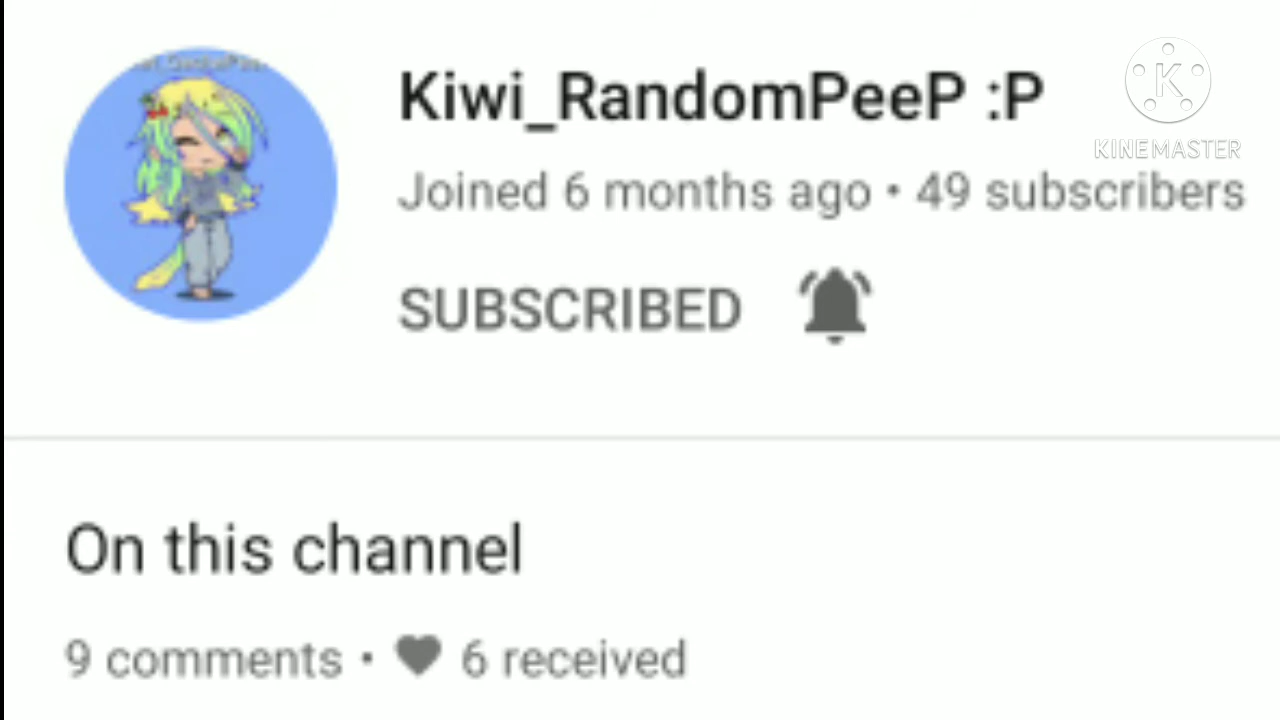 Kiwi_RandomPeeP :P
K
KINEMASTER
Joined 6 months ago • 49 subscribers
SUBSCRIBED
On this channel
9 comments • ♥ 6 received